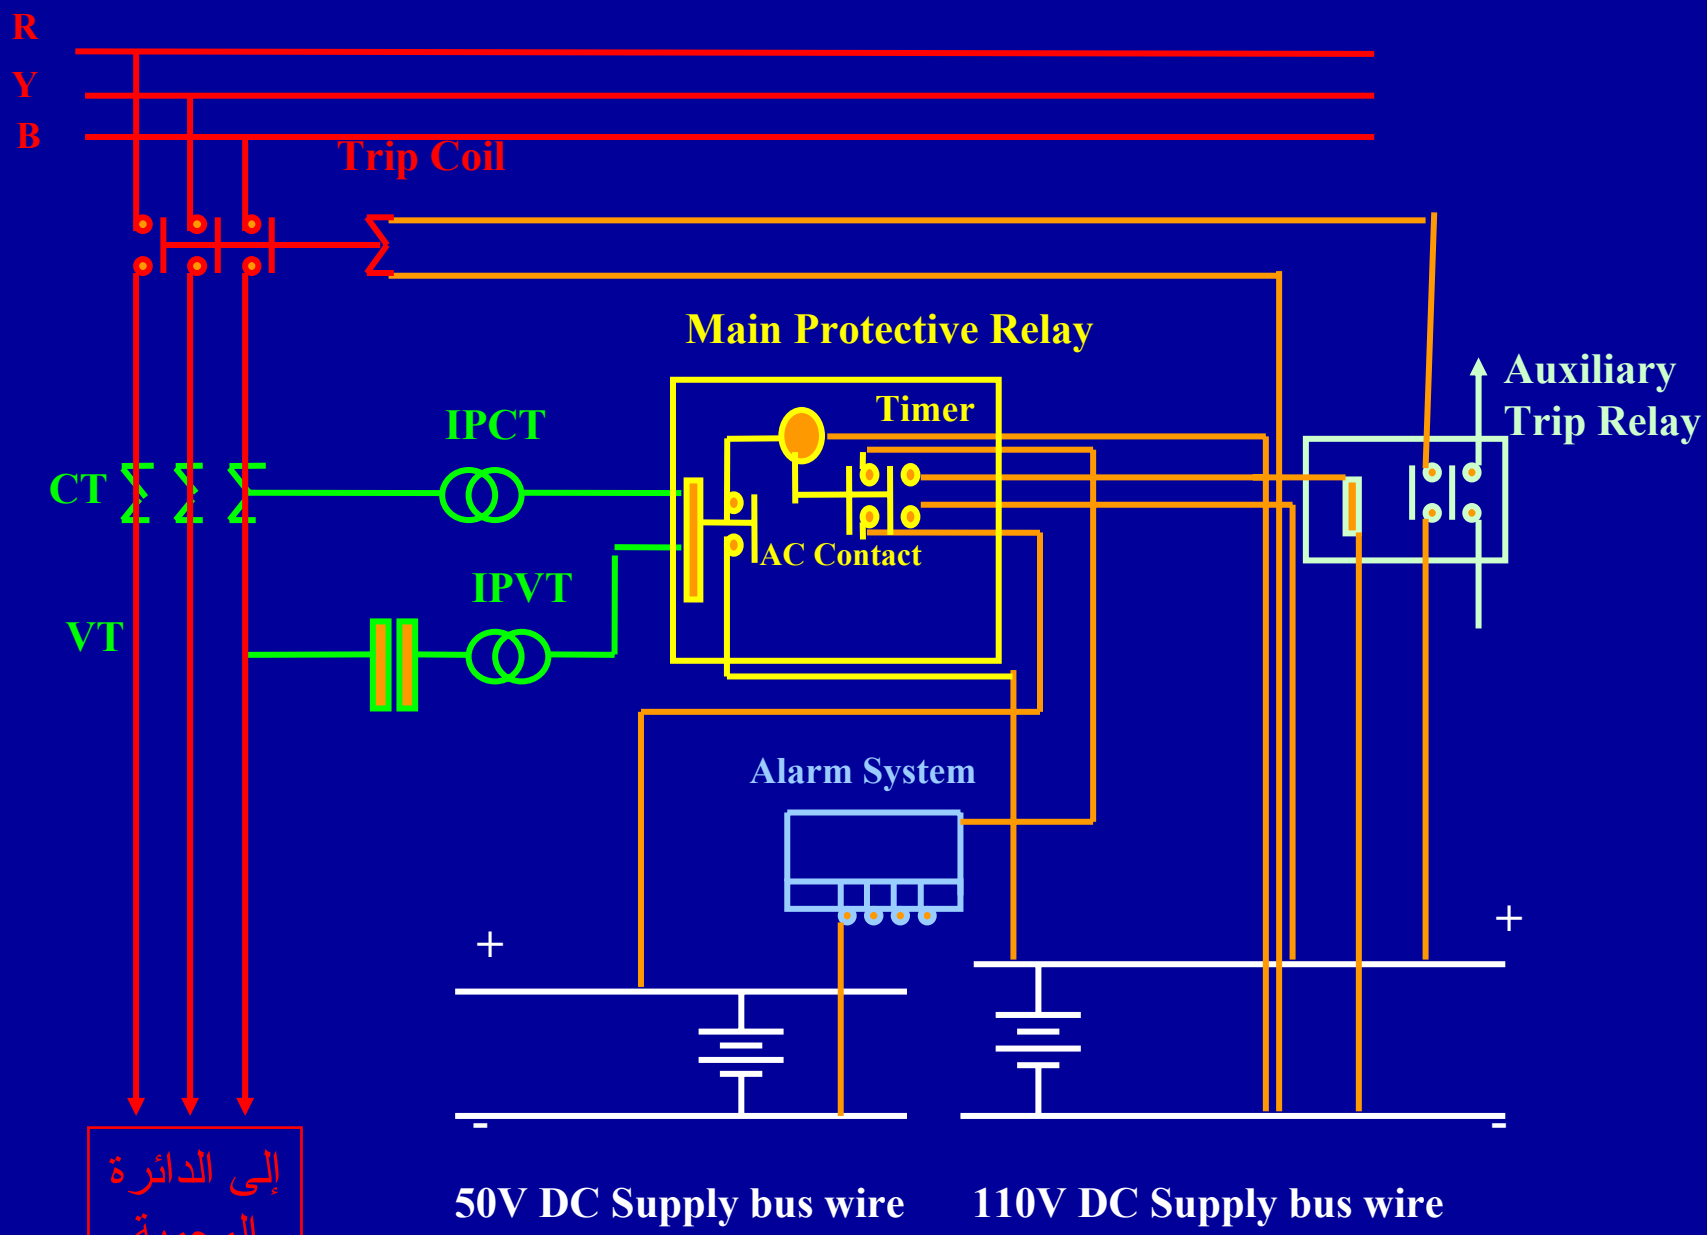 R
Y
B
Trip Coil
Main Protective Relay
Auxiliary
Trip Relay
Timer
IPCT
CT
AC Contact
IPVT
VT
Alarm System
+
+
-
-
إلى الدائرة
50V DC Supply bus wire
110V DC Supply bus wire